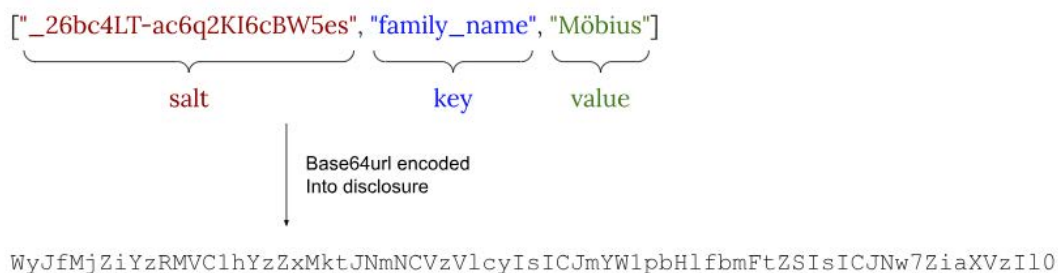 ["_26bc4LT-ac6q2KI6cBW5es", "family_name", "Möbius"]
salt key value
Base64url encoded
Into disclosure
WyJfMjZiYzRMVC1hYzZxMktJNmNCVzVlcyIsICJmYW1pbHlfbmFtZSIsICJNw7ZiaXVzIl0